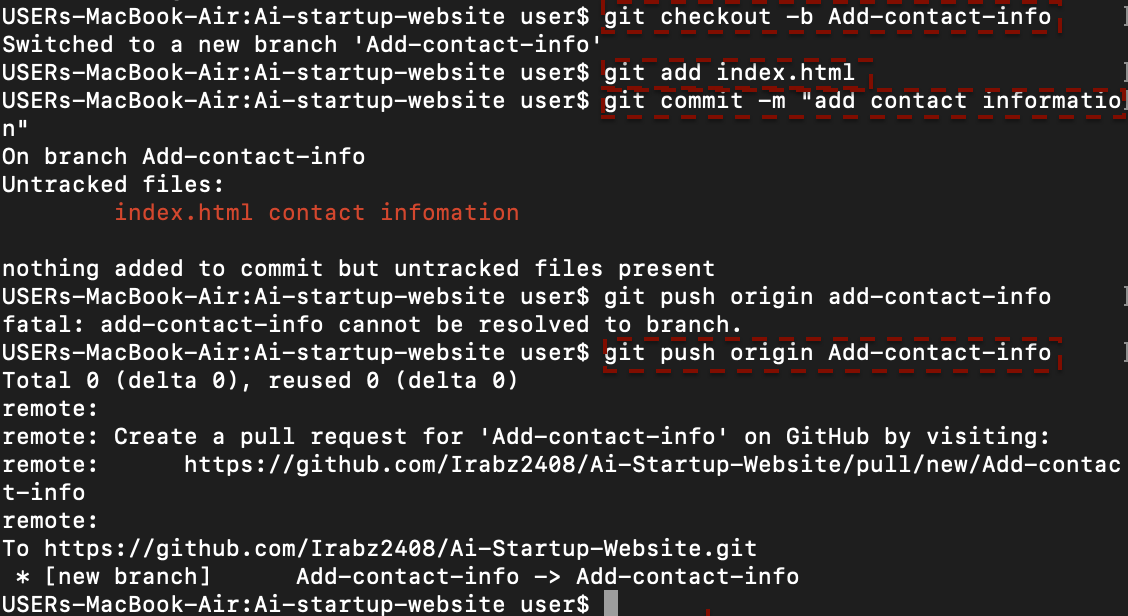 USERs-MacBook-Air:Ai-startup-website user$ git checkout -b Add-contact-info
Switched to a new branch 'Add-contact-info'
USERs-MacBook-Air:Ai-startup-website user$ git add index.html
USERs-MacBook-Air:Ai-startup-website user$ git commit -m "add contact informatio
n"
On branch Add-contact-info
Untracked files:
index.html contact infomation
nothing added to commit but untracked files present
USERs-MacBook-Air:Ai-startup-website user$ git push origin add-contact-info
fatal: add-contact-info cannot be resolved to branch.
USERs-MacBook-Air:Ai-startup-website user$ git push origin Add-contact-info
Total 0 (delta 0), reused 0 (delta 0)
remote:
remote: Create a pull request for 'Add-contact-info' on GitHub by visiting:
remote:      https://github.com/Irabz2408/Ai-Startup-Website/pull/new/Add-contac
t-info
remote:
To https://github.com/Irabz2408/Ai-Startup-Website.git
 * [new branch]      Add-contact-info -> Add-contact-info
USERs-MacBook-Air:Ai-startup-website user$